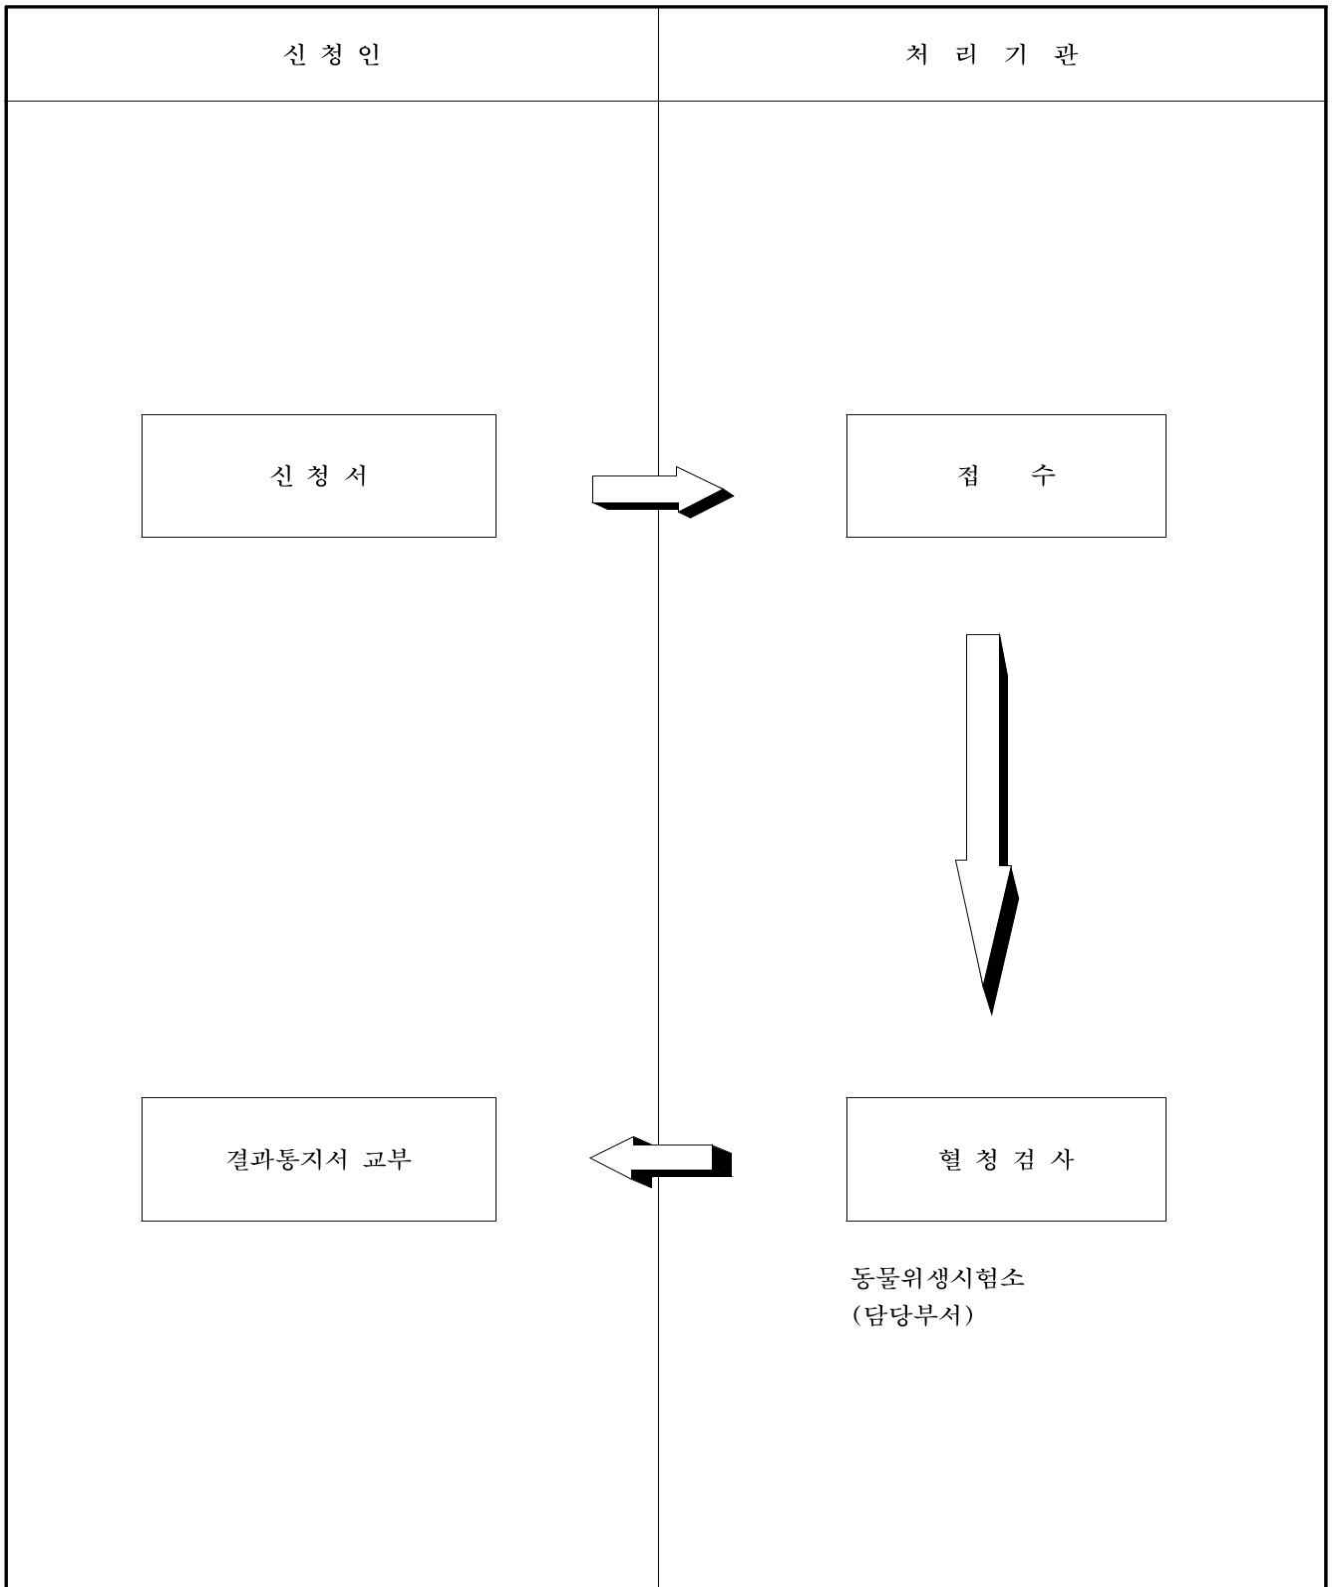 신 청 인
처 리 기 관
신 청 서
접 수
결과통지서 교부
혈 청 검 사
동물위생시험소
(담당부서)